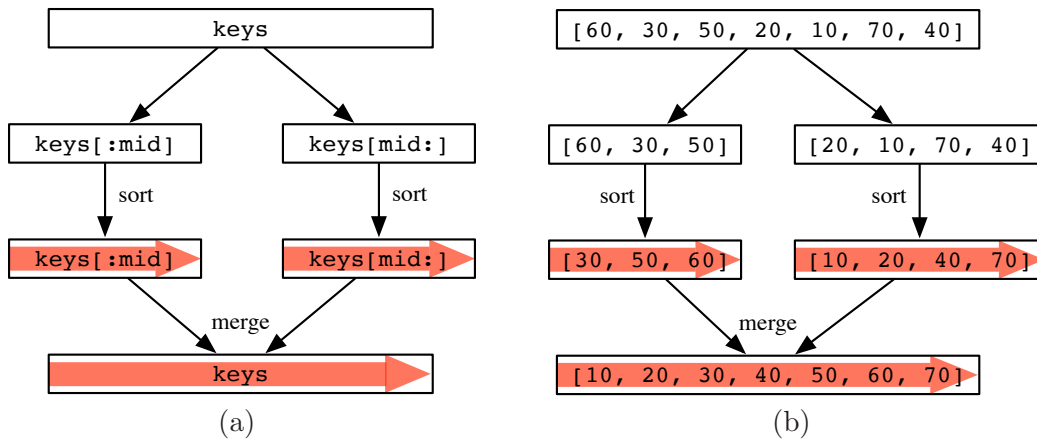 keys
[60, 30, 50, 20, 10, 70, 40]
keys[:mid]
keys[mid:]
[60, 30, 50]
[20, 10, 70, 40]
sort
sort
sort
sort
keys[:mid]
keys[mid:]
[30, 50, 60]
[10, 20, 40, 70]
merge
merge
keys
[10, 20, 30, 40, 50, 60, 70]
(a)
(b)